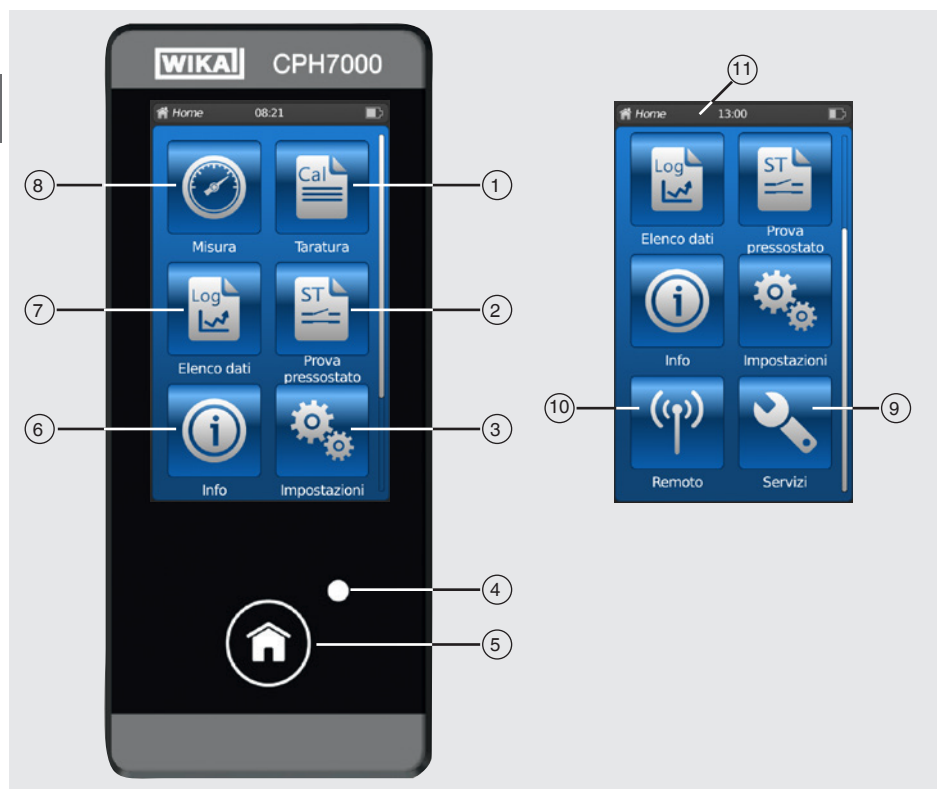 WIKA CPH7000
Home 08:21
8
Cal
1
Misura
Taratura
7
Log
ST
2
Elenco dati
Prova
pressostato
6
i
3
Info
Impostazioni
4
5
11
Home 13:00
Log
ST
Elenco dati
Prova
pressostato
i
Info
Impostazioni
10
9
Remoto
Servizi